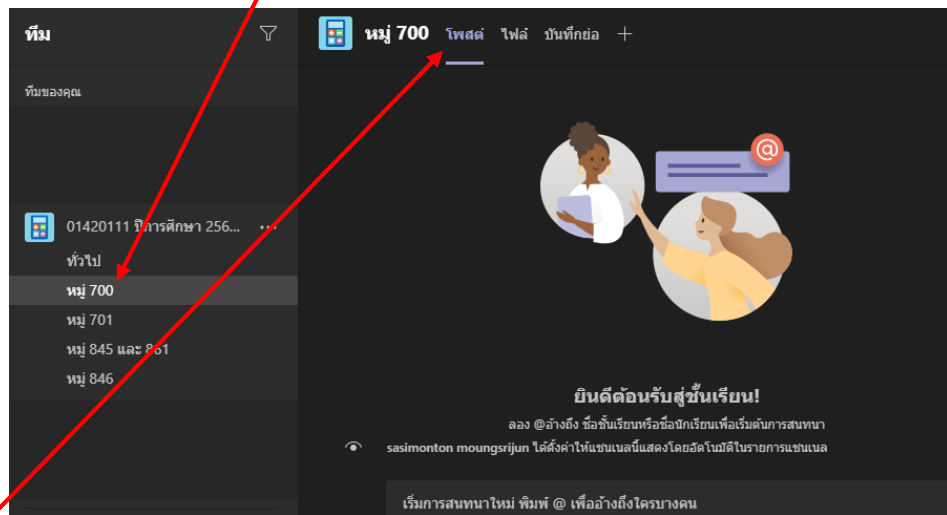 ทีม
หมู่ 700 โพสต์ ไฟล์ บันทึกย่อ +
ทีมของคุณ
@
01420111 ปีการศึกษา 256... ...
ทั่วไป
หมู่ 700
หมู่ 701
หมู่ 845 และ 861
หมู่ 846
ยินดีต้อนรับสู่ชั้นเรียน!
ลอง @อ้างถึง ชื่อชั้นเรียนหรือชื่อนักเรียนเพื่อเริ่มต้นการสนทนา
sasimonton moungsrijun ได้ตั้งค่าให้แชนเนลนี้แสดงโดยอัตโนมัติในรายการแชนเนล
เริ่มการสนทนาใหม่ พิมพ์ @ เพื่ออ้างถึงใครบางคน